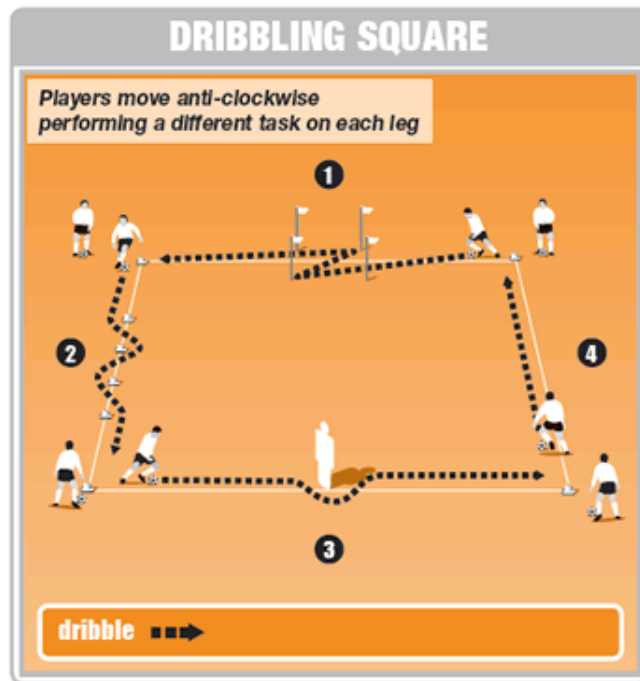 DRIBBLING SQUARE
Players move anti-clockwise
performing a different task on each leg
1
2
4
3
dribble